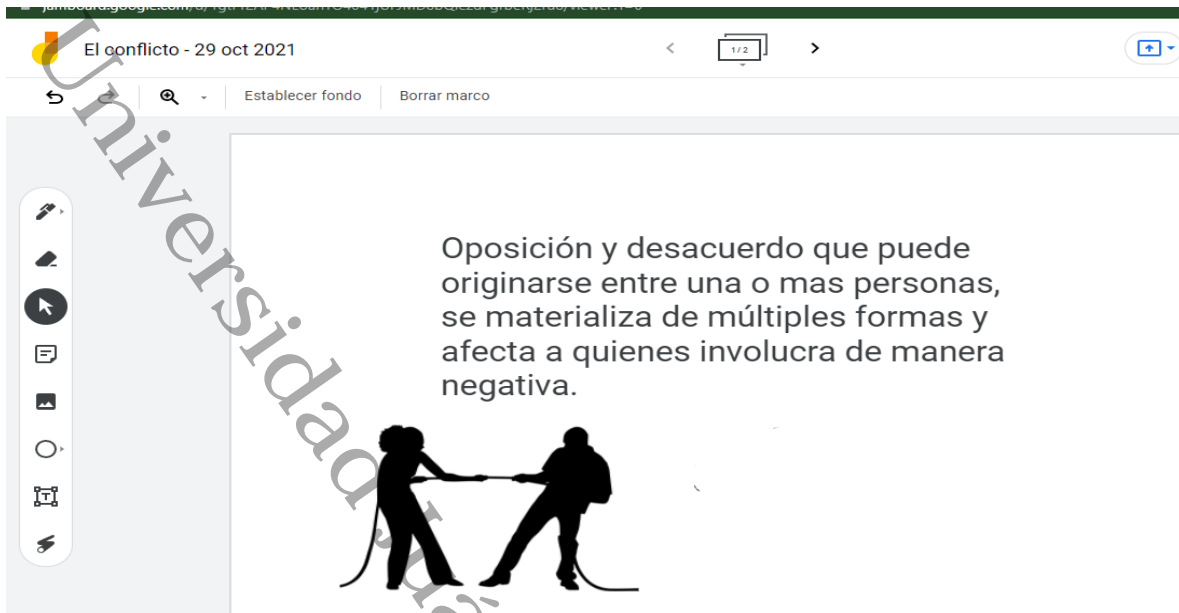 El conflicto - 29 oct 2021
1/2
Establecer fondo
Borrar marco
Oposición y desacuerdo que puede
originarse entre una o mas personas,
se materializa de múltiples formas y
afecta a quienes involucra de manera
negativa.
Universidad